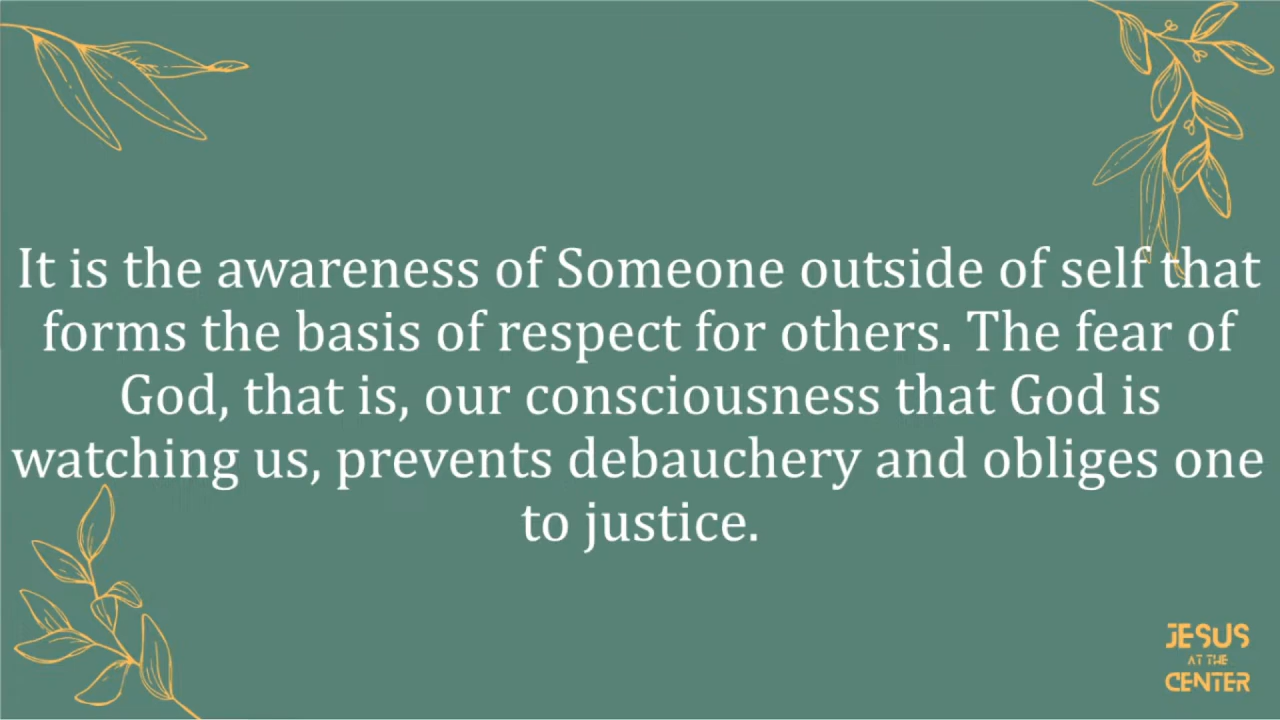 It is the awareness of Someone outside of self that
forms the basis of respect for others. The fear of
God, that is, our consciousness that God is
watching us, prevents debauchery and obliges one
to justice.
JESUS
AT THE
CENTER